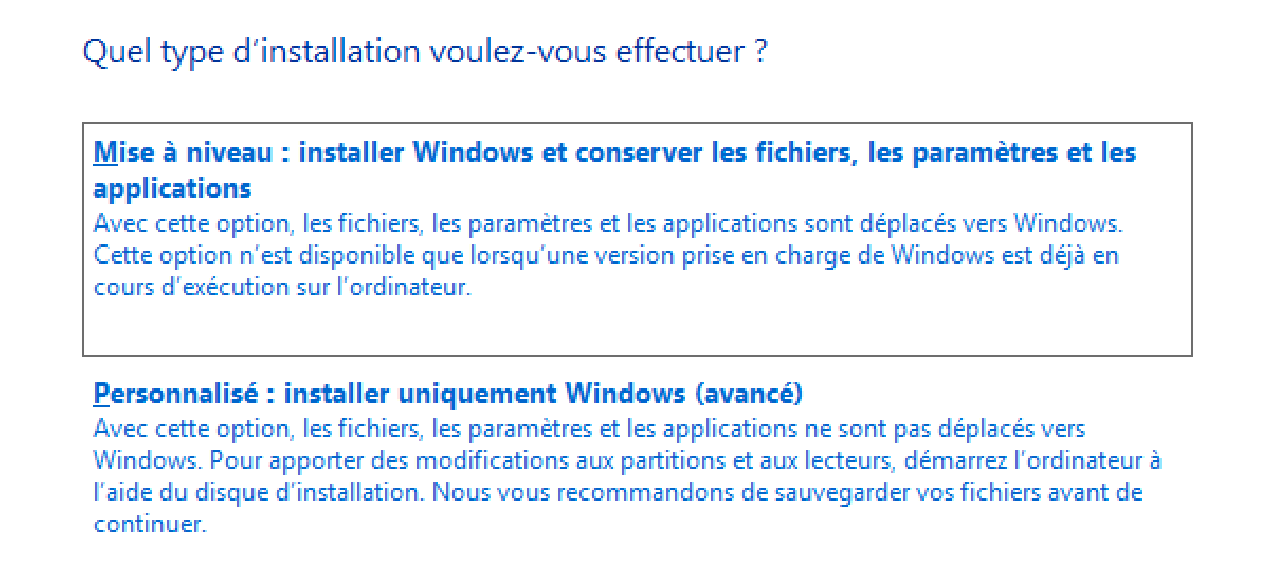 Quel type d’installation voulez-vous effectuer ?
Mise à niveau : installer Windows et conserver les fichiers, les paramètres et les
applications
Avec cette option, les fichiers, les paramètres et les applications sont déplacés vers Windows.
Cette option n’est disponible que lorsqu’une version prise en charge de Windows est déjà en
cours d’exécution sur l’ordinateur.
Personnalisé : installer uniquement Windows (avancé)
Avec cette option, les fichiers, les paramètres et les applications ne sont pas déplacés vers
Windows. Pour apporter des modifications aux partitions et aux lecteurs, démarrez l’ordinateur à
l’aide du disque d’installation. Nous vous recommandons de sauvegarder vos fichiers avant de
continuer.